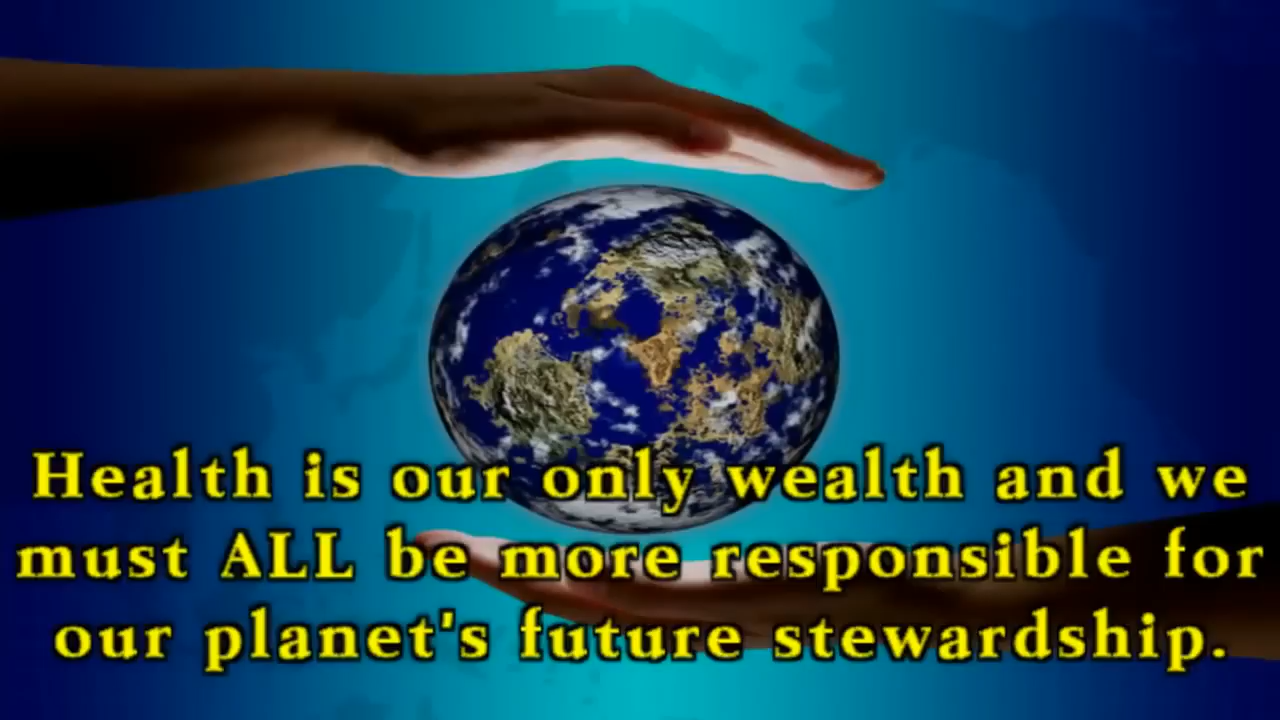 Health is our only wealth and we
must ALL be more responsible for
our planet's future stewardship.